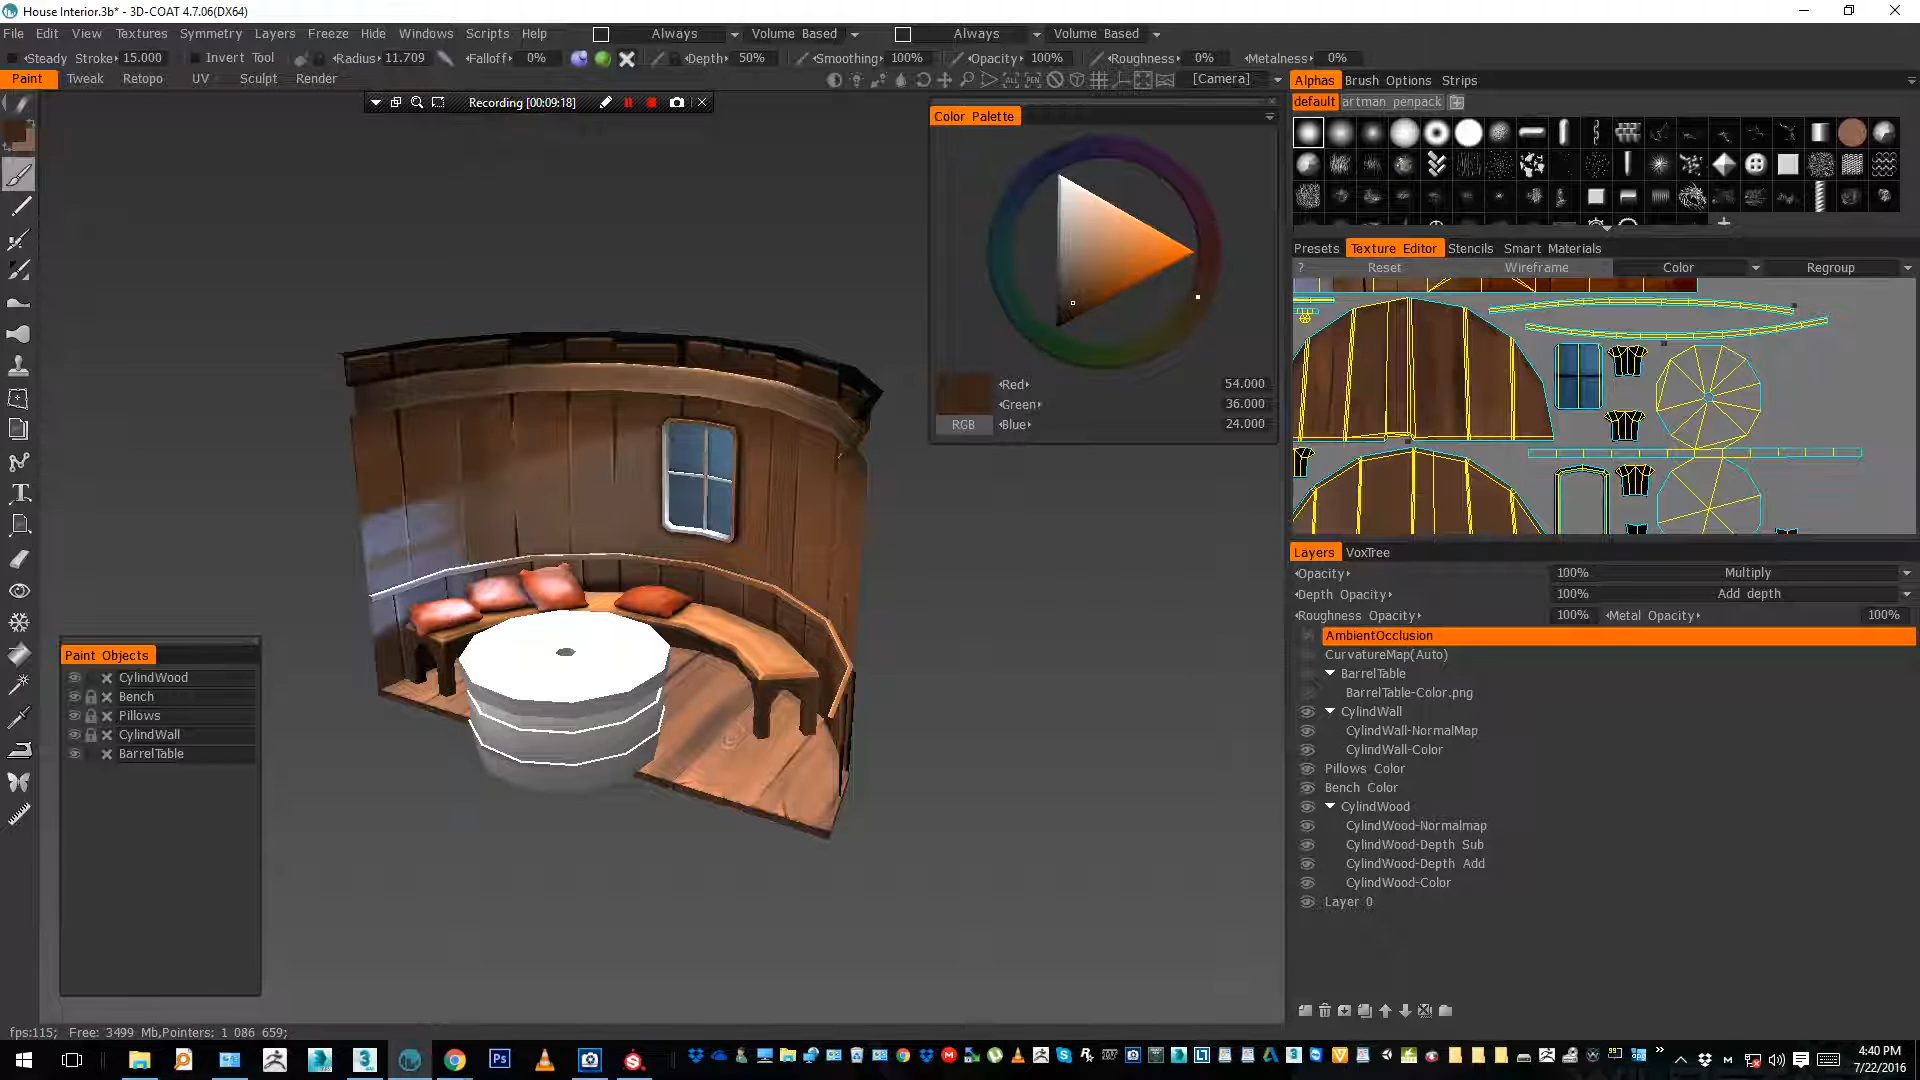 House Interior.3b* - 3D-COAT 4.7.06(DX64)
File Edit View Textures Symmetry Layers Freeze Hide Windows Scripts Help Always Volume Based Always Volume Based
Steady Stroke 15.000 Invert Tool Radius 11.709 Falloff 0% Depth 50% Smoothing 100% Opacity 100% Roughness 0% Metalness 0%
Paint Tweak Retopo UV Sculpt Render [Camera] Alphas Brush Options Strips
Recording [00:09:18]
default artman penpack
Color Palette
Presets Texture Editor Stencils Smart Materials
? Reset Wireframe Color Regroup
Red 54.000
Green 36.000
RGB Blue 24.000
Layers VoxTree
Opacity 100% Multiply
Depth Opacity 100% Add depth
Roughness Opacity 100% Metal Opacity 100%
AmbientOcclusion
CurvatureMap(Auto)
BarrelTable
BarrelTable-Color.png
CylindWall
CylindWall-NormalMap
CylindWall-Color
Pillows Color
Bench Color
CylindWood
CylindWood-Normalmap
CylindWood-Depth Sub
CylindWood-Depth Add
CylindWood-Color
Layer 0
Paint Objects
CylindWood
Bench
Pillows
CylindWall
BarrelTable
fps:115; Free: 3499 Mb,Pointers: 1 086 659;
4:40 PM
7/22/2016